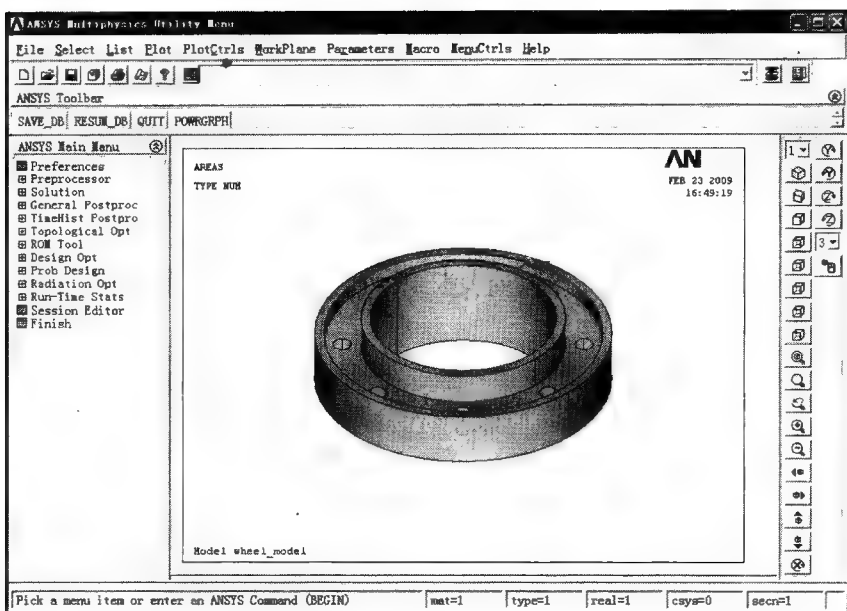 ANSYS Multiphysics Utility Menu
File Select List Plot PlotCtrls WorkPlane Parameters Macro MenuCtrls Help
ANSYS Toolbar
SAVE_DB RESUM_DB QUIT POWRGRPH
ANSYS Main Menu
Preferences
Preprocessor
Solution
General Postproc
TimeHist Postpro
Topological Opt
ROM Tool
Design Opt
Prob Design
Radiation Opt
Run-Time Stats
Session Editor
Finish
AREAS
TYPE NUM
AN
FEB 23 2009
16:49:19
1
3
Model wheel_model
Pick a menu item or enter an ANSYS Command (BEGIN) mat=1 type=1 real=1 csys=0 secn=1